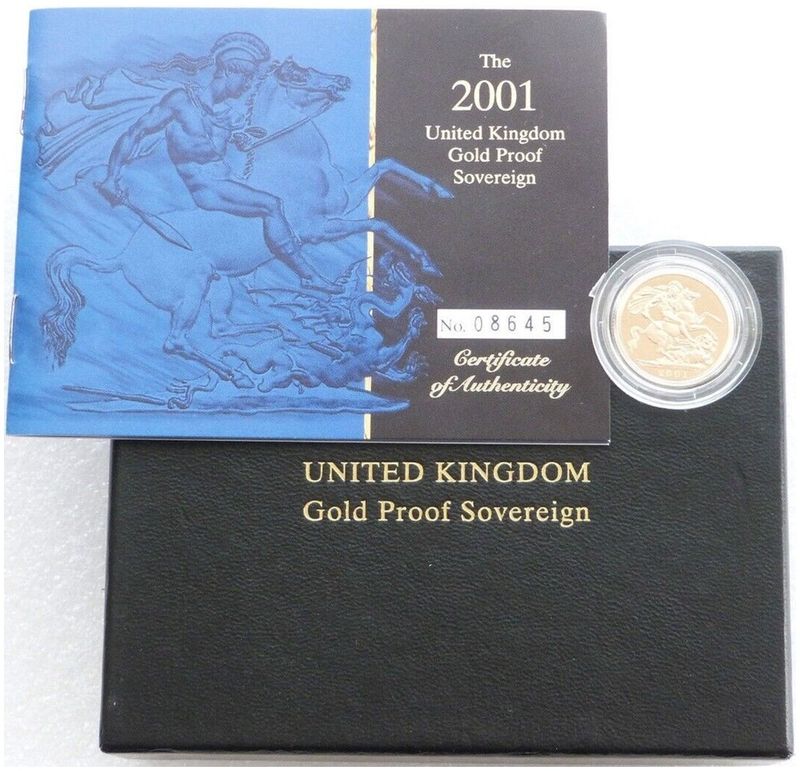 The
2001
United Kingdom
Gold Proof
Sovereign
No. 08645
Certificate
of Authenticity
2001
UNITED KINGDOM
Gold Proof Sovereign